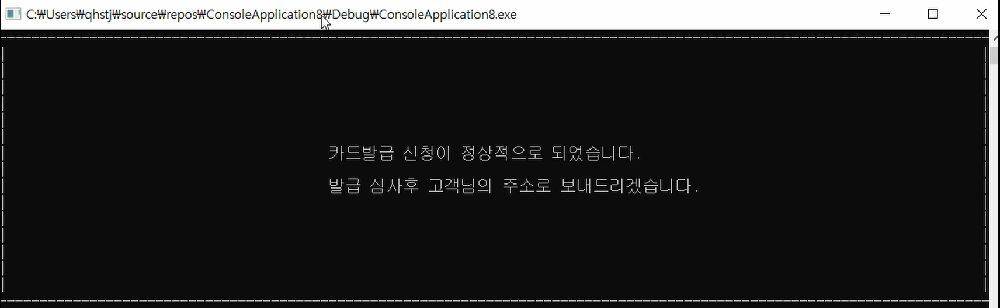 C:₩Users₩qhstj₩source₩repos₩ConsoleApplication8₩Debug₩ConsoleApplication8.exe
카드발급 신청이 정상적으로 되었습니다.
발급 심사후 고객님의 주소로 보내드리겠습니다.